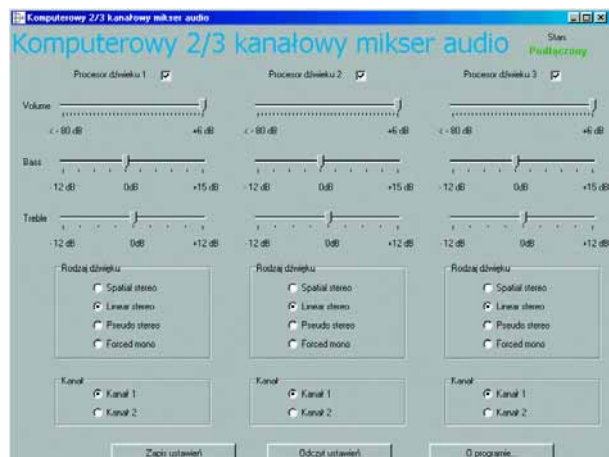 Komputerowy 2/3 kanałowy mikser audio
Komputerowy 2/3 kanałowy mikser audio
Stan:
Podłączony
Procesor dźwieku 1 Procesor dźwieku 2 Procesor dźwieku 3
Volume
< - 80 dB +6 dB < - 80 dB +6 dB < - 80 dB +6 dB
Bass
-12 dB 0dB +15 dB -12 dB 0dB +15 dB -12 dB 0dB +15 dB
Treble
-12 dB 0dB +12 dB -12 dB 0dB +12 dB -12 dB 0dB +12 dB
Rodzaj dźwięku Rodzaj dźwięku Rodzaj dźwięku
Spatial stereo Spatial stereo Spatial stereo
Linear stereo Linear stereo Linear stereo
Pseudo stereo Pseudo stereo Pseudo stereo
Forced mono Forced mono Forced mono
Kanał Kanał Kanał
Kanał 1 Kanał 1 Kanał 1
Kanał 2 Kanał 2 Kanał 2
Zapis ustawień Odczyt ustawień O programie...